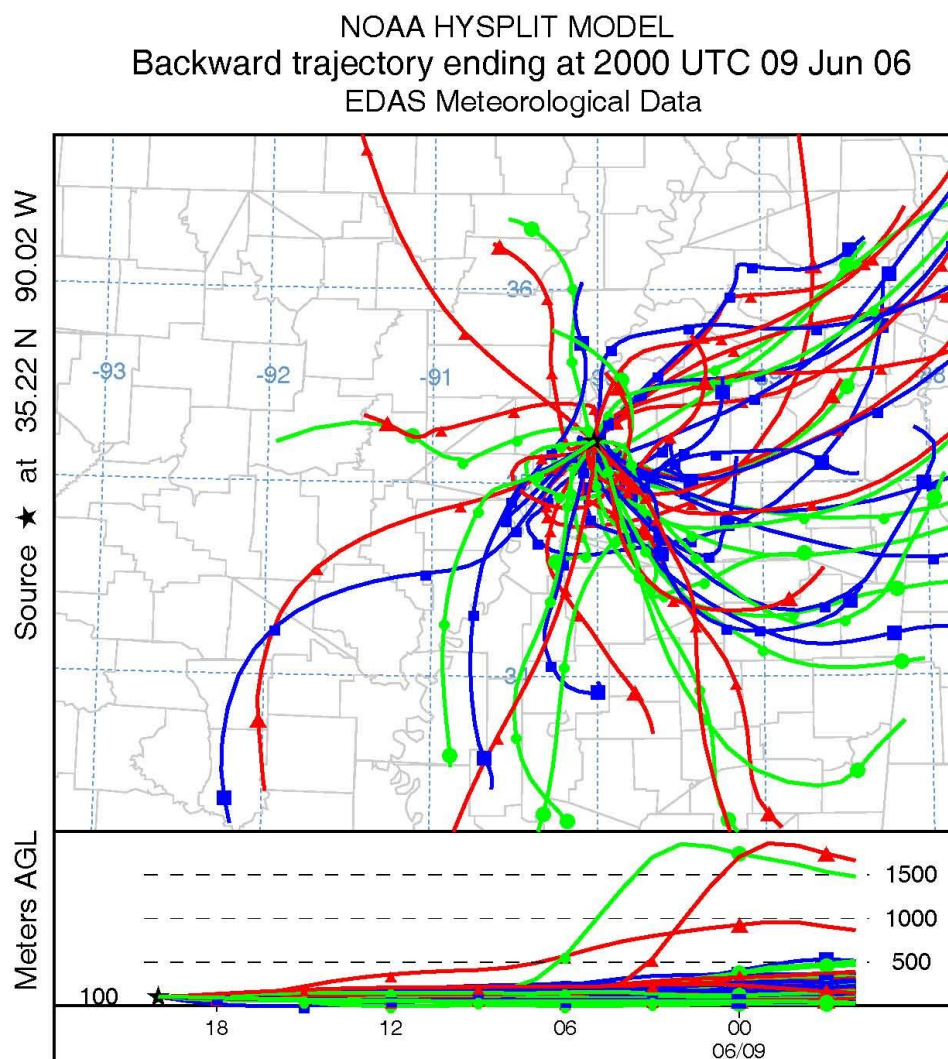 NOAA HYSPLIT MODEL
Backward trajectory ending at 2000 UTC 09 Jun 06
EDAS Meteorological Data
Source ★ at 35.22 N 90.02 W
36
-93
-92
-91
Meters AGL
1500
1000
500
100
18
12
06
00
06/09